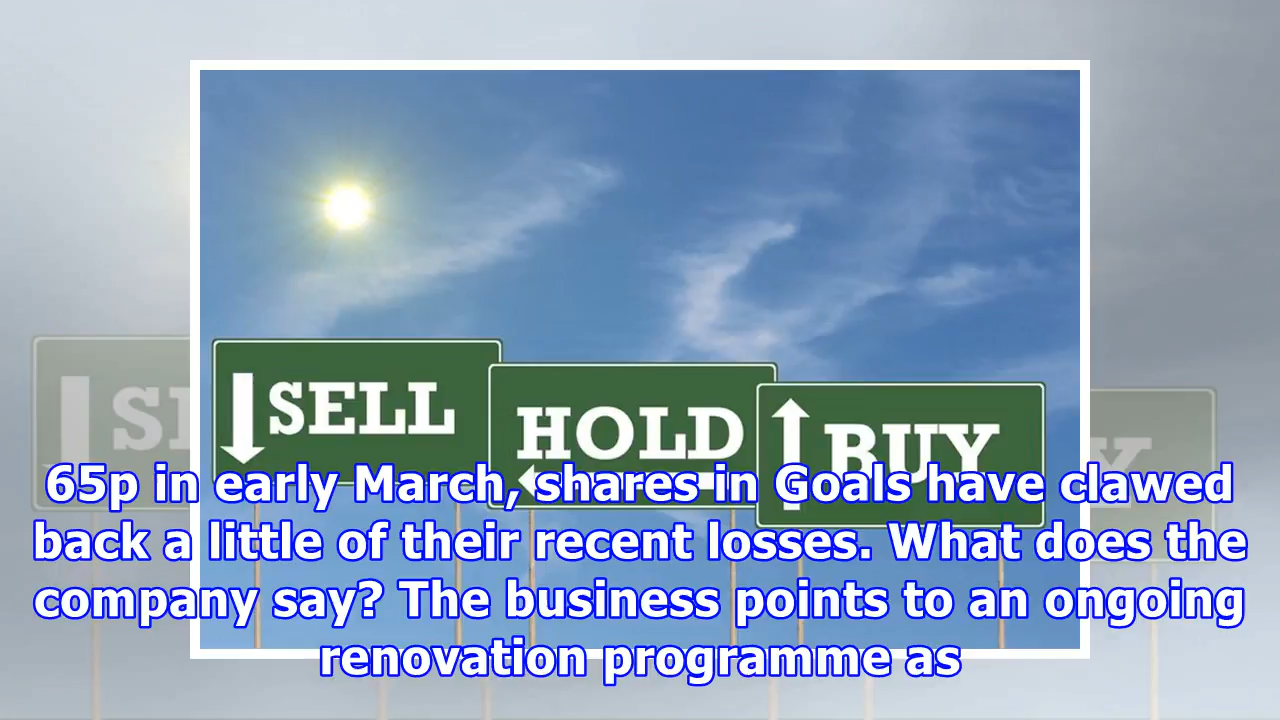 SELL
HOLD
BUY
65p in early March, shares in Goals have clawed
back a little of their recent losses. What does the
company say? The business points to an ongoing
renovation programme as